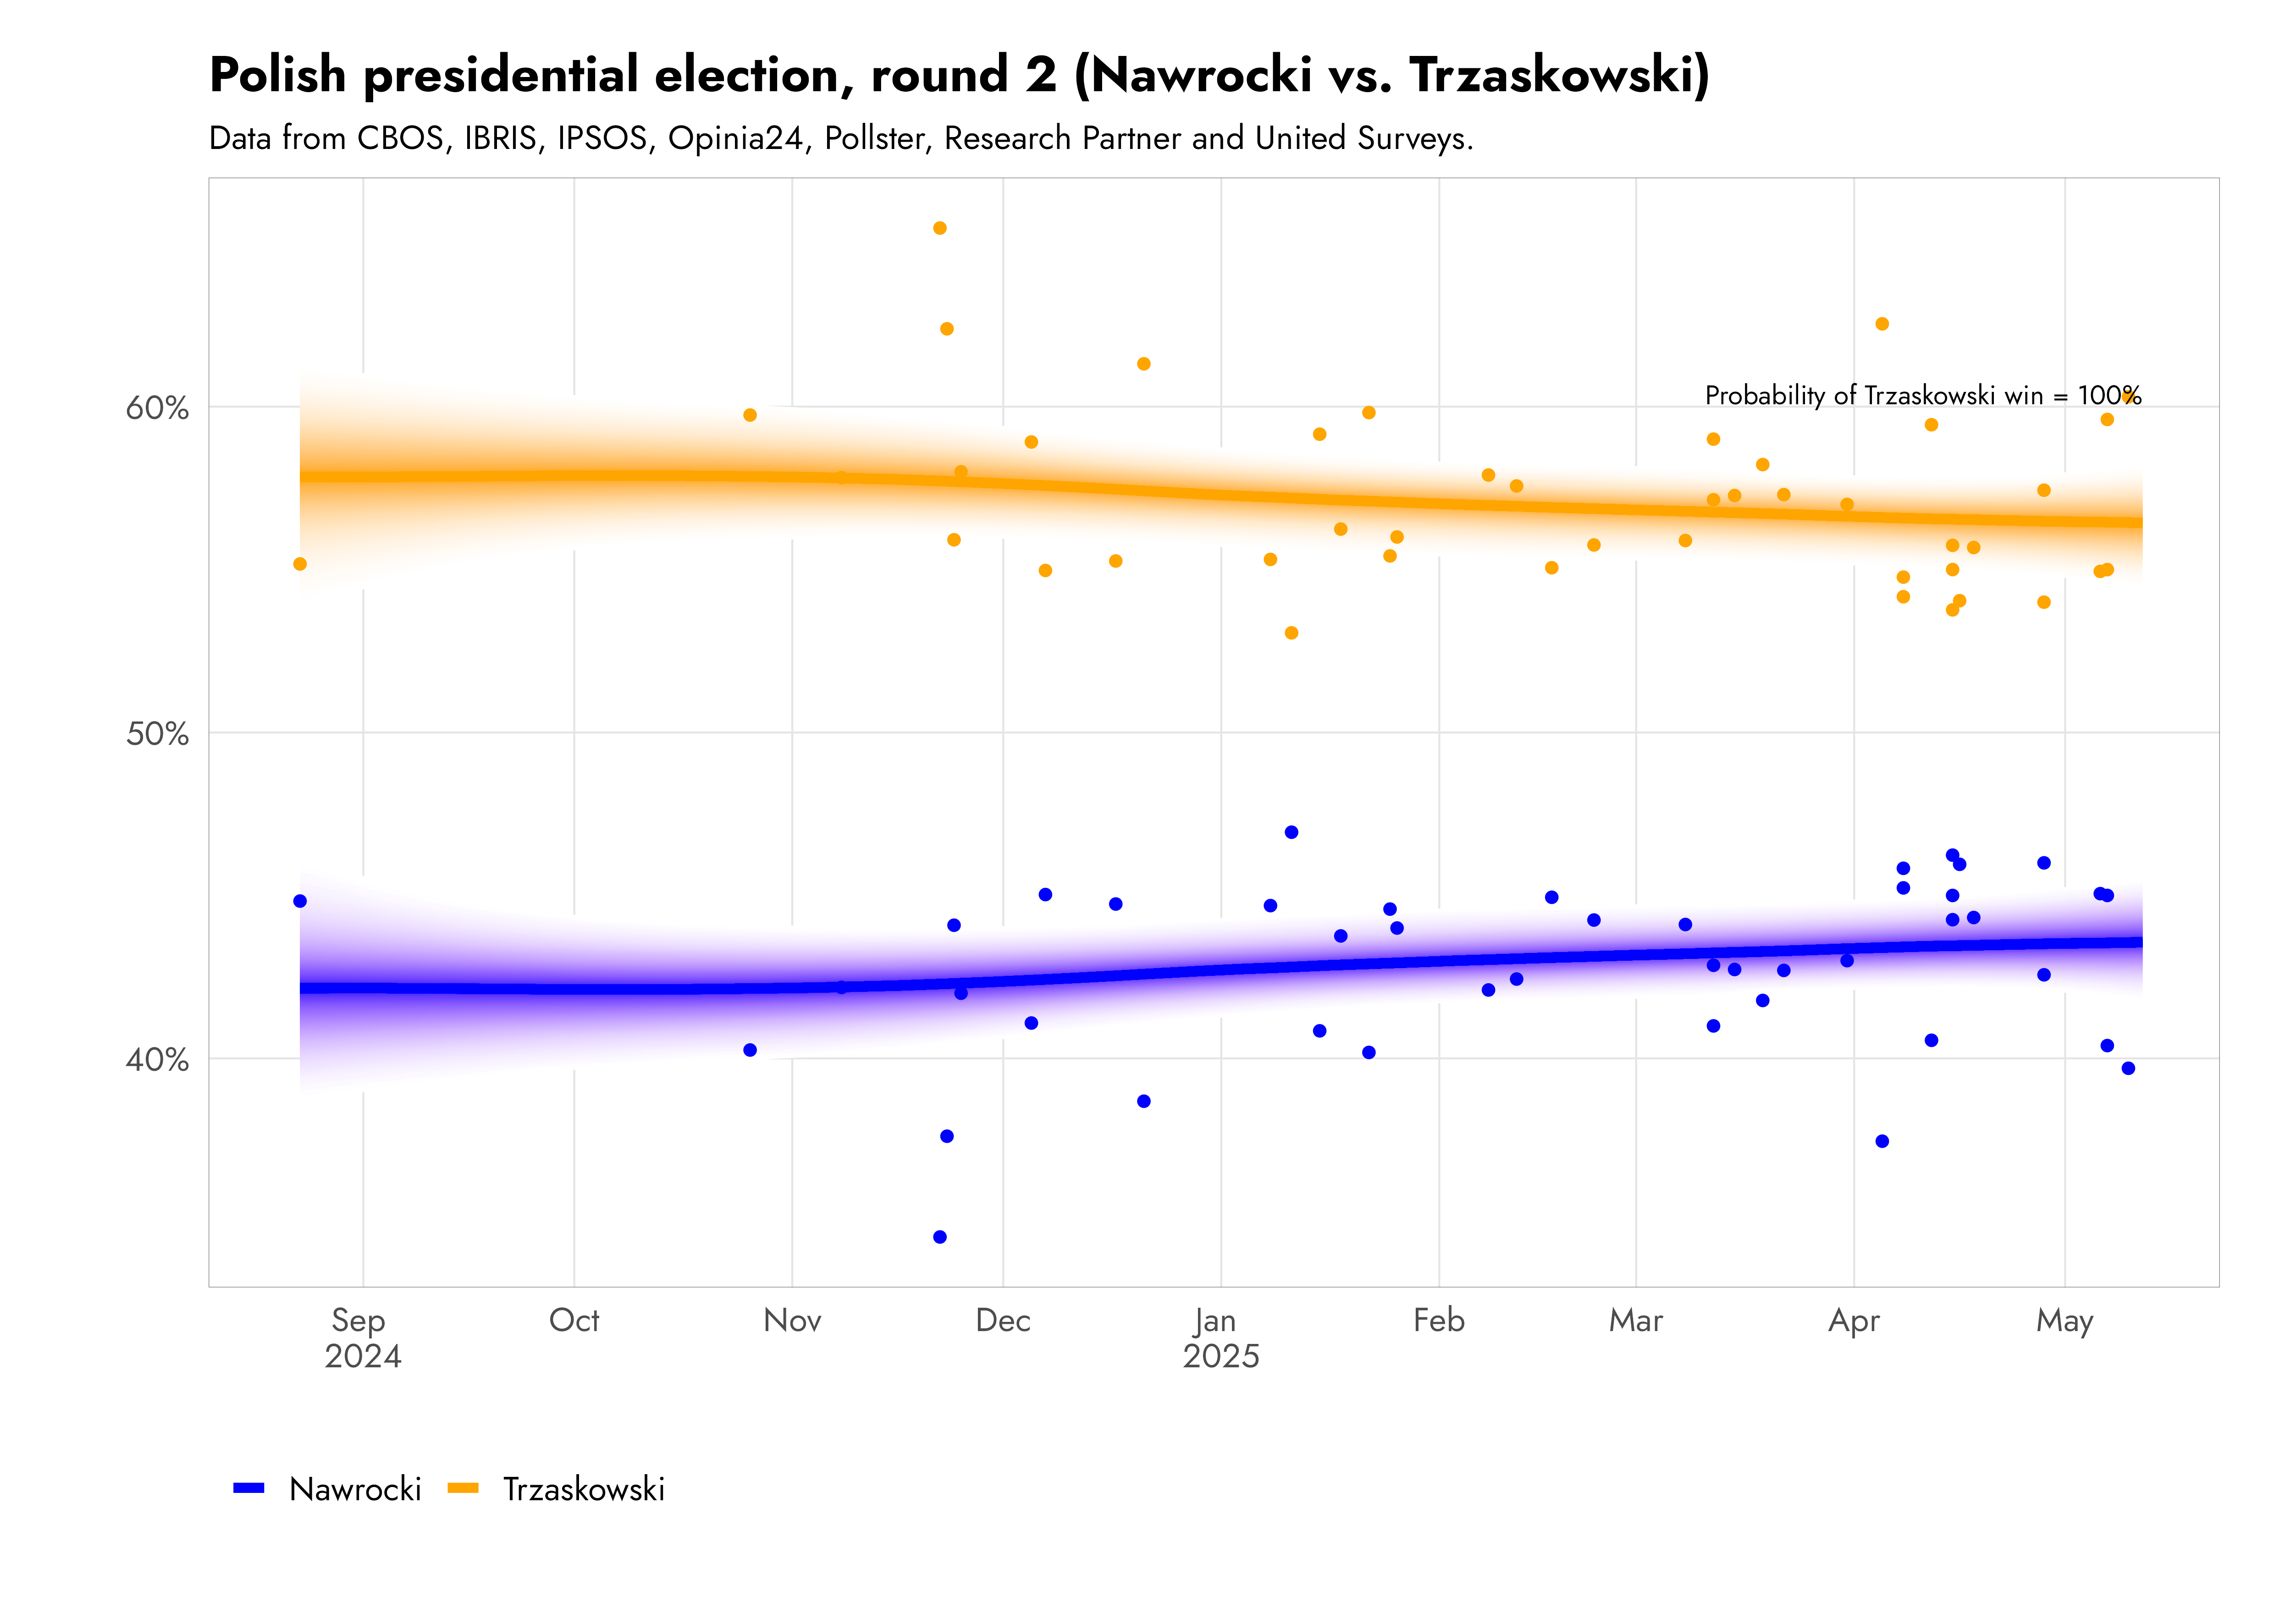 Polish presidential election, round 2 (Nawrocki vs. Trzaskowski)
Data from CBOS, IBRIS, IPSOS, Opinia24, Pollster, Research Partner and United Surveys.
Probability of Trzaskowski win = 100%
60%
50%
40%
Sep Oct Nov Dec Jan Feb Mar Apr May
2024 2025
Nawrocki Trzaskowski